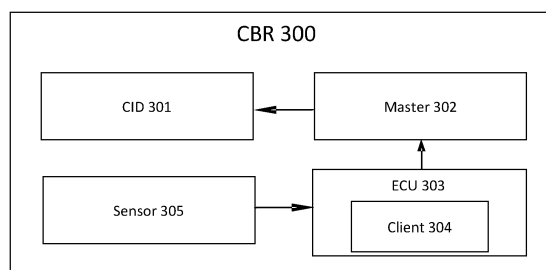 CBR 300
CID 301
Master 302
Sensor 305
ECU 303
Client 304